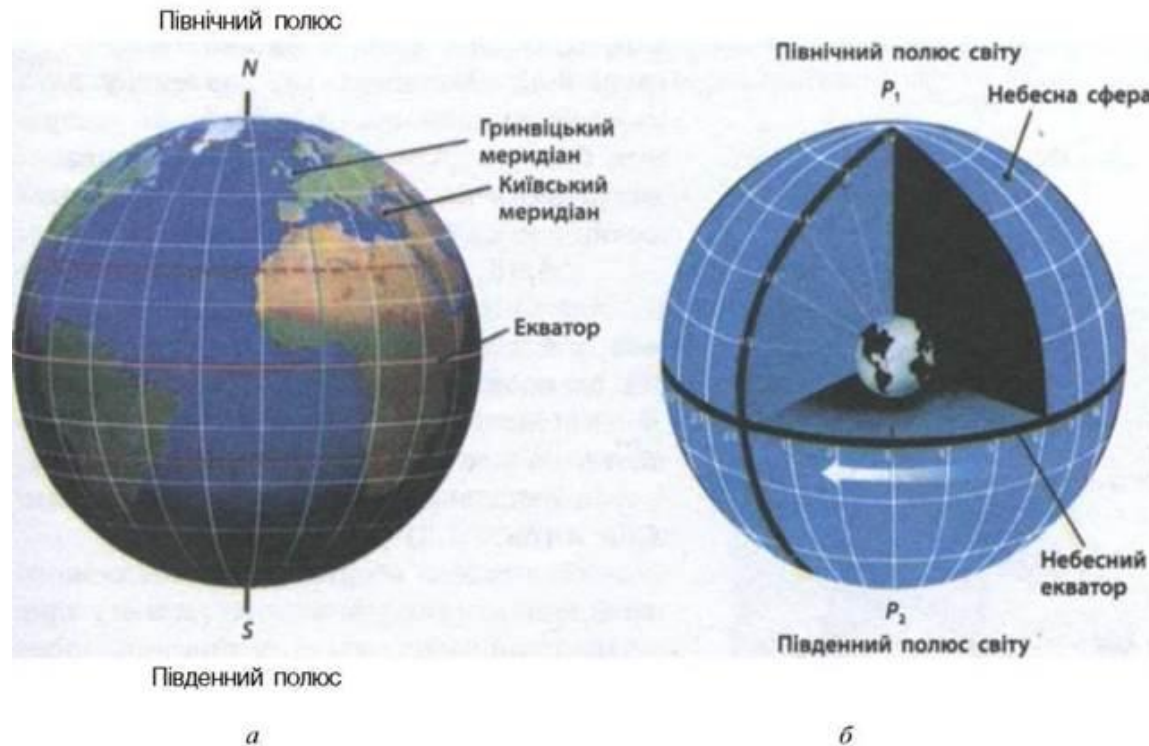 Північний полюс
N
Гринвіцький
меридіан
Київський
меридіан
Екватор
S
Південний полюс
а
Північний полюс світу
P₁
Небесна сфера
Небесний
екватор
P₂
Південний полюс світу
б